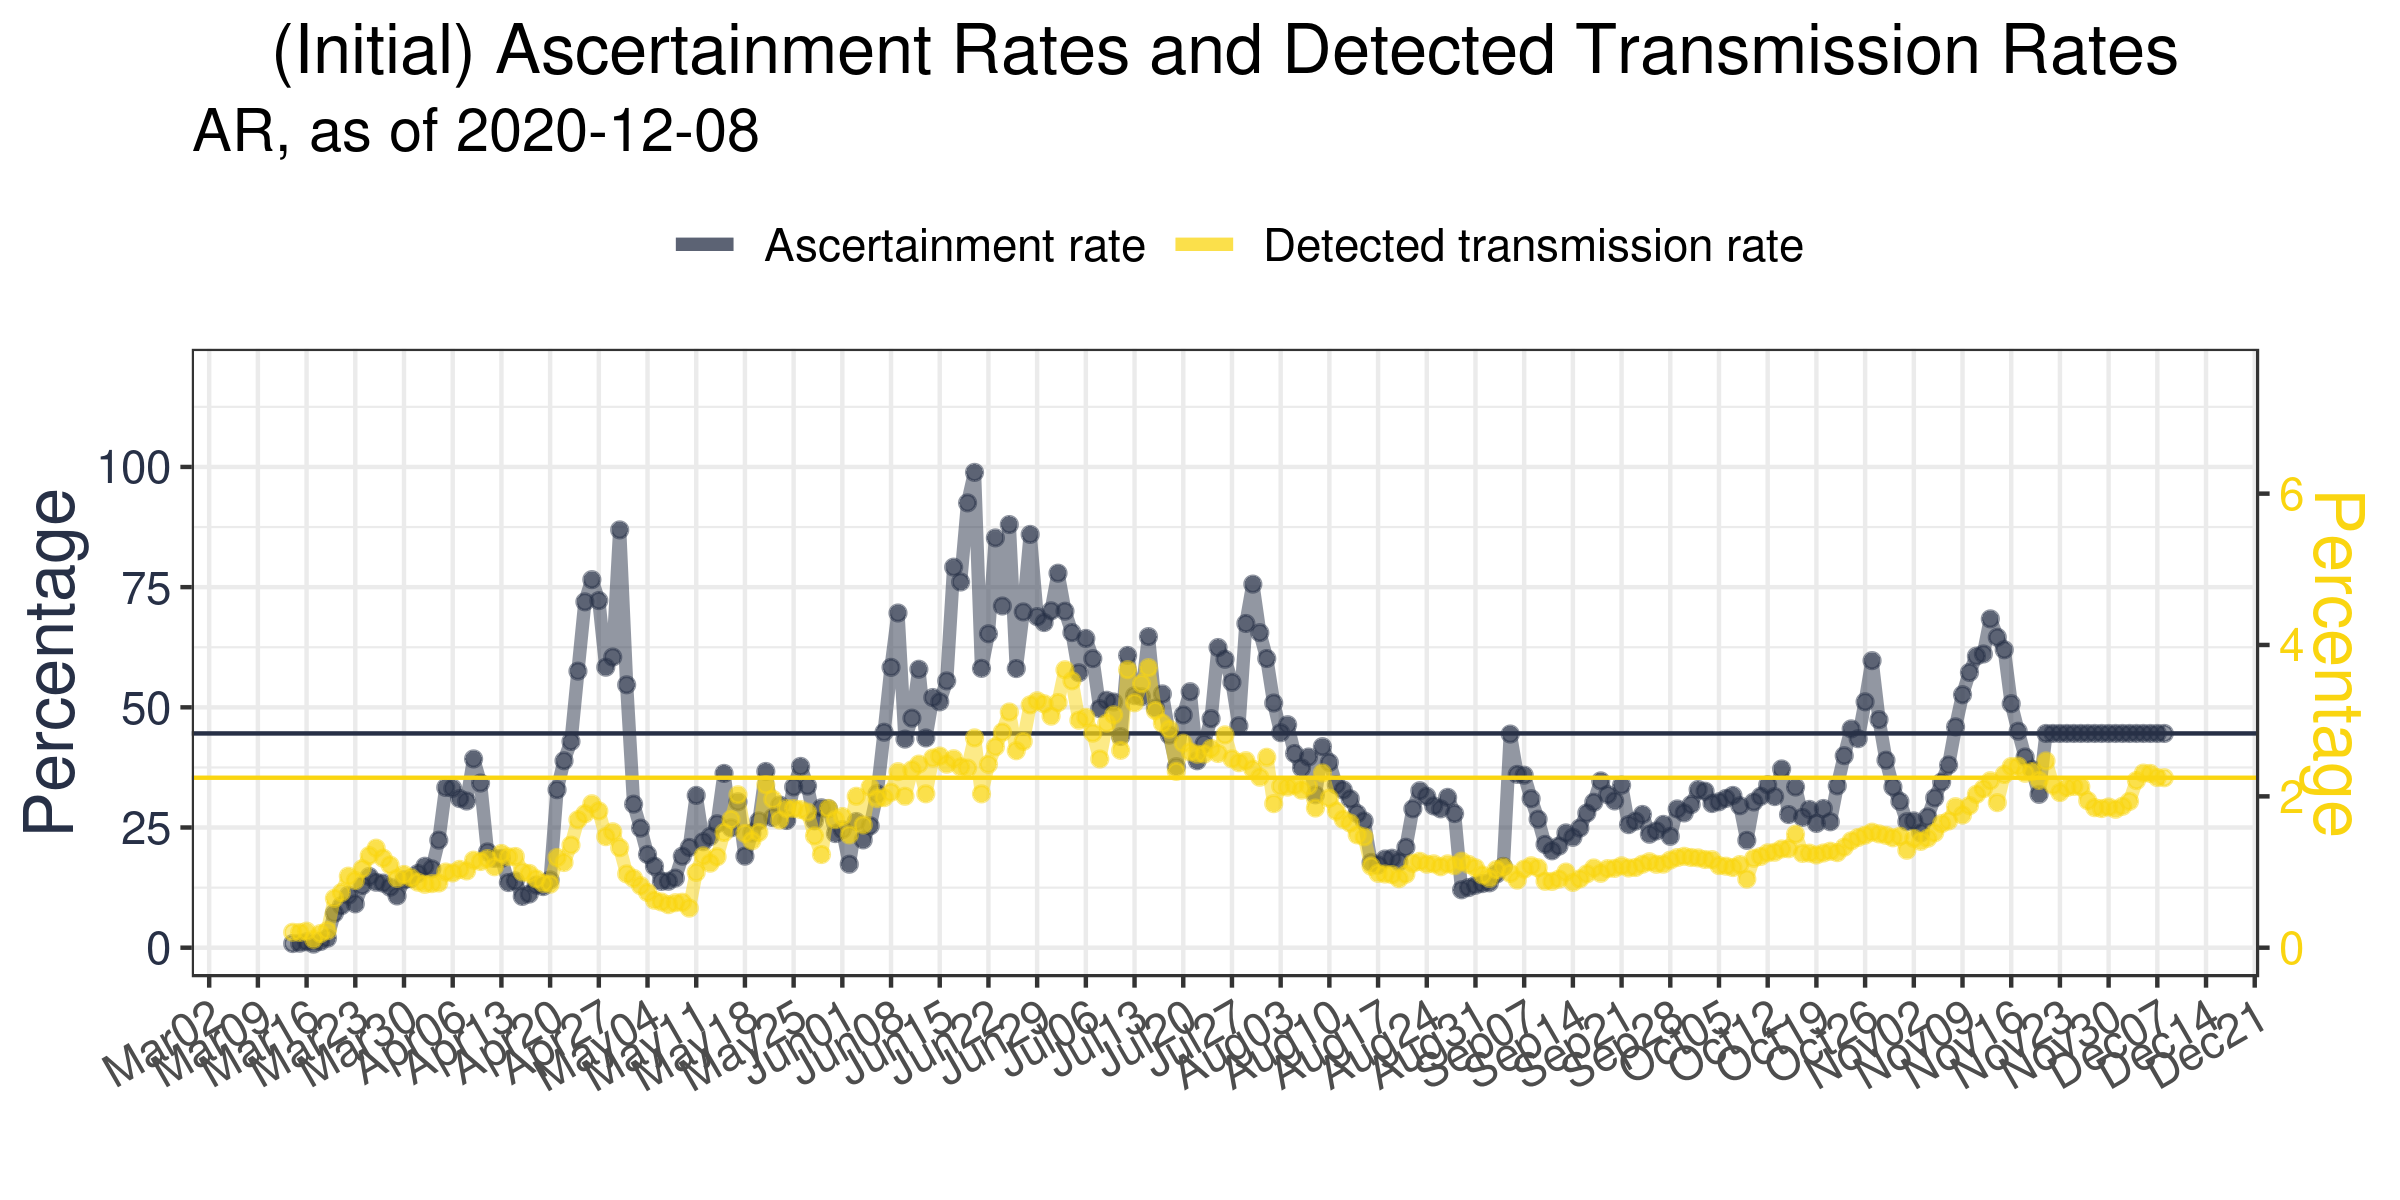 (Initial) Ascertainment Rates and Detected Transmission Rates
AR, as of 2020-12-08
Ascertainment rate
Detected transmission rate
Percentage
100
75
50
25
0
6
4
2
0
Percentage
Mar02
Mar09
Mar16
Mar23
Mar30
Apr06
Apr13
Apr20
Apr27
May04
May11
May18
May25
Jun01
Jun08
Jun15
Jun22
Jun29
Jul06
Jul13
Jul20
Jul27
Aug03
Aug10
Aug17
Aug24
Aug31
Sep07
Sep14
Sep21
Sep28
Oct05
Oct12
Oct19
Oct26
Nov02
Nov09
Nov16
Nov23
Nov30
Dec07
Dec14
Dec21